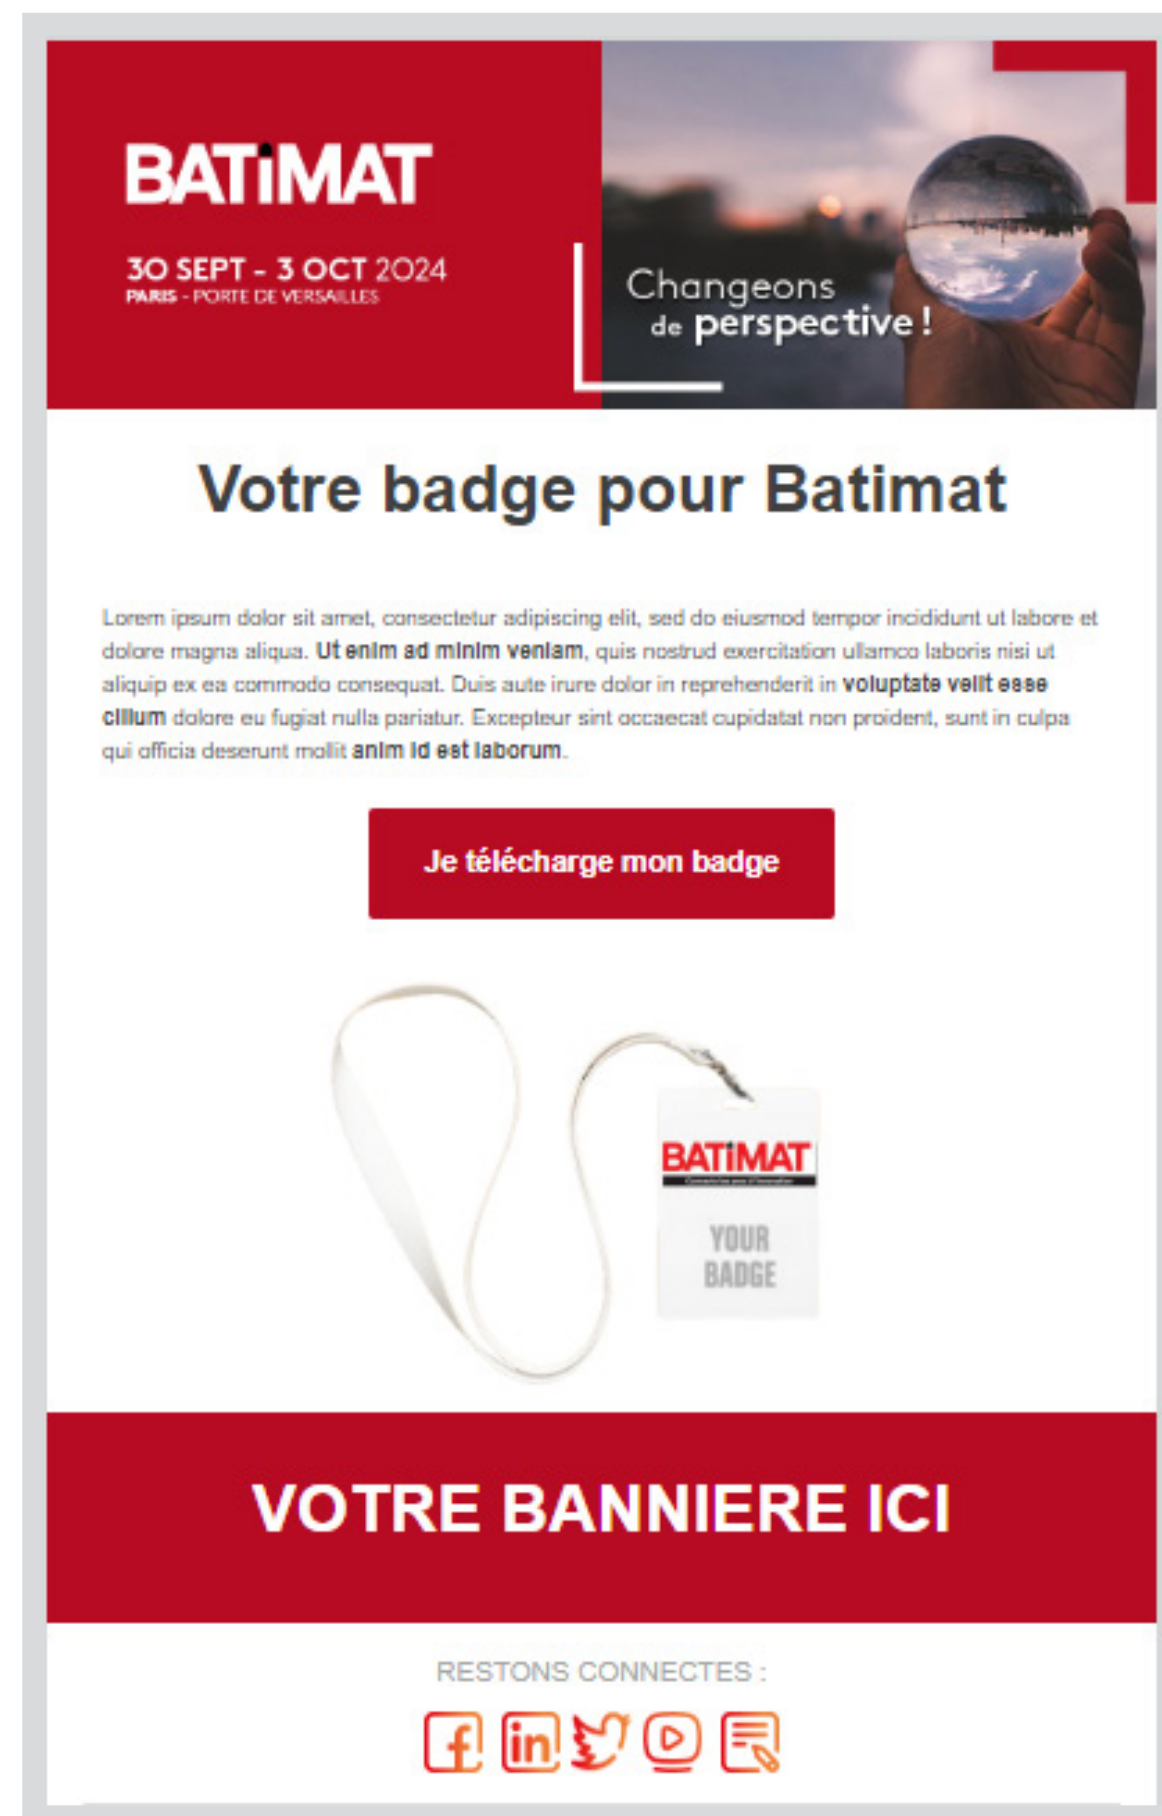 BATiMAT
30 SEPT - 3 OCT 2024
PARIS - PORTE DE VERSAILLES
Changeons
de perspective !
Votre badge pour Batimat
Lorem ipsum dolor sit amet, consectetur adipiscing elit, sed do eiusmod tempor incididunt ut labore et
dolore magna aliqua. Ut enim ad minim veniam, quis nostrud exercitation ullamco laboris nisi ut
aliquip ex ea commodo consequat. Duis aute irure dolor in reprehenderit in voluptate velit esse
cillum dolore eu fugiat nulla pariatur. Excepteur sint occaecat cupidatat non proident, sunt in culpa
qui officia deserunt mollit anim id est laborum.
Je télécharge mon badge
BATiMAT
YOUR
BADGE
VOTRE BANNIERE ICI
RESTONS CONNECTES :
f in